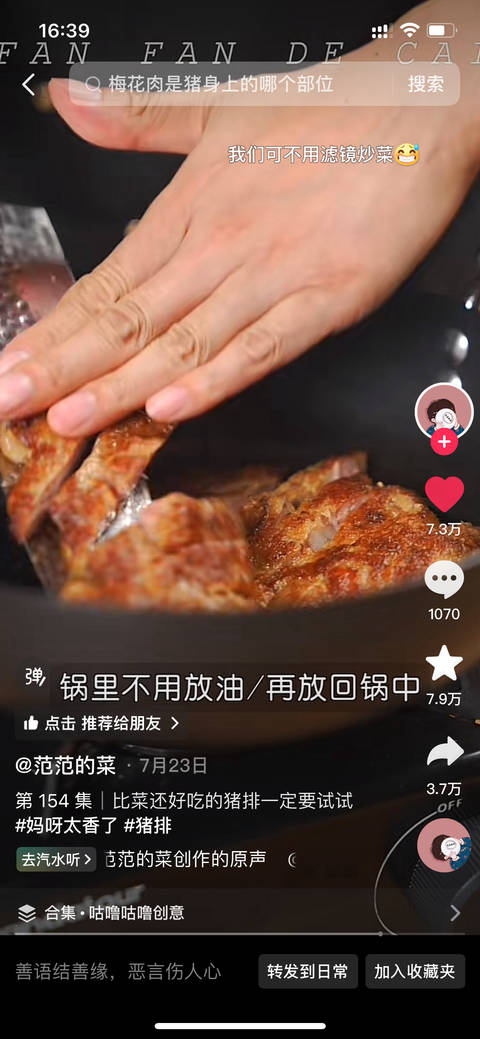 16:39
FAN FAN DE CAI
梅花肉是猪身上的哪个部位
搜索
我们可不用滤镜炒菜😅
7.3万
1070
7.9万
3.7万
弹
锅里不用放油/再放回锅中
点击 推荐给朋友
@范范的菜 · 7月23日
第 154 集｜比菜还好吃的猪排一定要试试
#妈呀太香了 #猪排
去汽水听
范范的菜创作的原声
OFF
合集 • 咕噜咕噜创意
善语结善缘，恶言伤人心
转发到日常
加入收藏夹